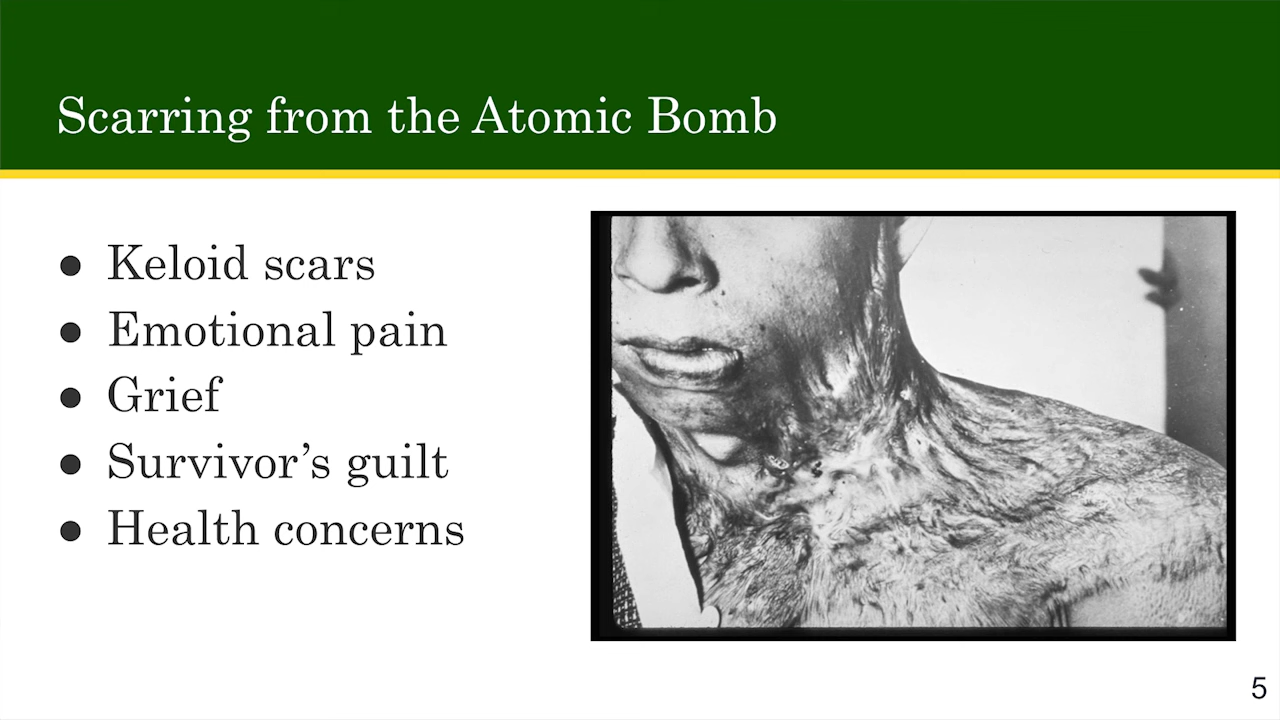 Scarring from the Atomic Bomb
● Keloid scars
● Emotional pain
● Grief
● Survivor’s guilt
● Health concerns
5